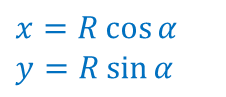 x = R cos α
y = R sin α